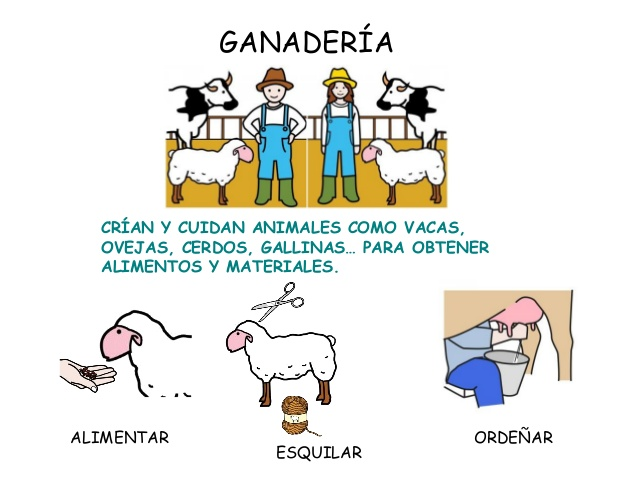 GANADERÍA
CRÍAN Y CUIDAN ANIMALES COMO VACAS,
OVEJAS, CERDOS, GALLINAS… PARA OBTENER
ALIMENTOS Y MATERIALES.
ALIMENTAR
ESQUILAR
ORDEÑAR